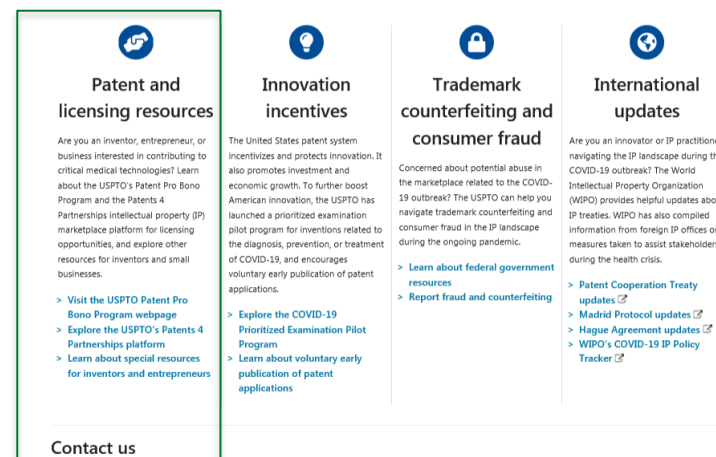 Patent and
licensing resources
Are you an inventor, entrepreneur, or
business interested in contributing to
critical medical technologies? Learn
about the USPTO's Patent Pro Bono
Program and the Patents 4
Partnerships intellectual property (IP)
marketplace platform for licensing
opportunities, and explore other
resources for inventors and small
businesses.
> Visit the USPTO Patent Pro
Bono Program webpage
> Explore the USPTO's Patents 4
Partnerships platform
> Learn about special resources
for inventors and entrepreneurs
Innovation
incentives
The United States patent system
incentivizes and protects innovation. It
also promotes investment and
economic growth. To further boost
American innovation, the USPTO has
launched a prioritized examination
pilot program for inventions related to
the diagnosis, prevention, or treatment
of COVID-19, and encourages
voluntary early publication of patent
applications.
> Explore the COVID-19
Prioritized Examination Pilot
Program
> Learn about voluntary early
publication of patent
applications
Trademark
counterfeiting and
consumer fraud
Concerned about potential abuse in
the marketplace related to the COVID-
19 outbreak? The USPTO can help you
navigate trademark counterfeiting and
consumer fraud in the IP landscape
during the ongoing pandemic.
> Learn about federal government
resources
> Report fraud and counterfeiting
International
updates
Are you an innovator or IP practitione
navigating the IP landscape during th
COVID-19 outbreak? The World
Intellectual Property Organization
(WIPO) provides helpful updates abo
IP treaties. WIPO has also compiled
information from foreign IP offices o
measures taken to assist stakeholders
during the health crisis.
> Patent Cooperation Treaty
updates
> Madrid Protocol updates
> Hague Agreement updates
> WIPO's COVID-19 IP Policy
Tracker
Contact us